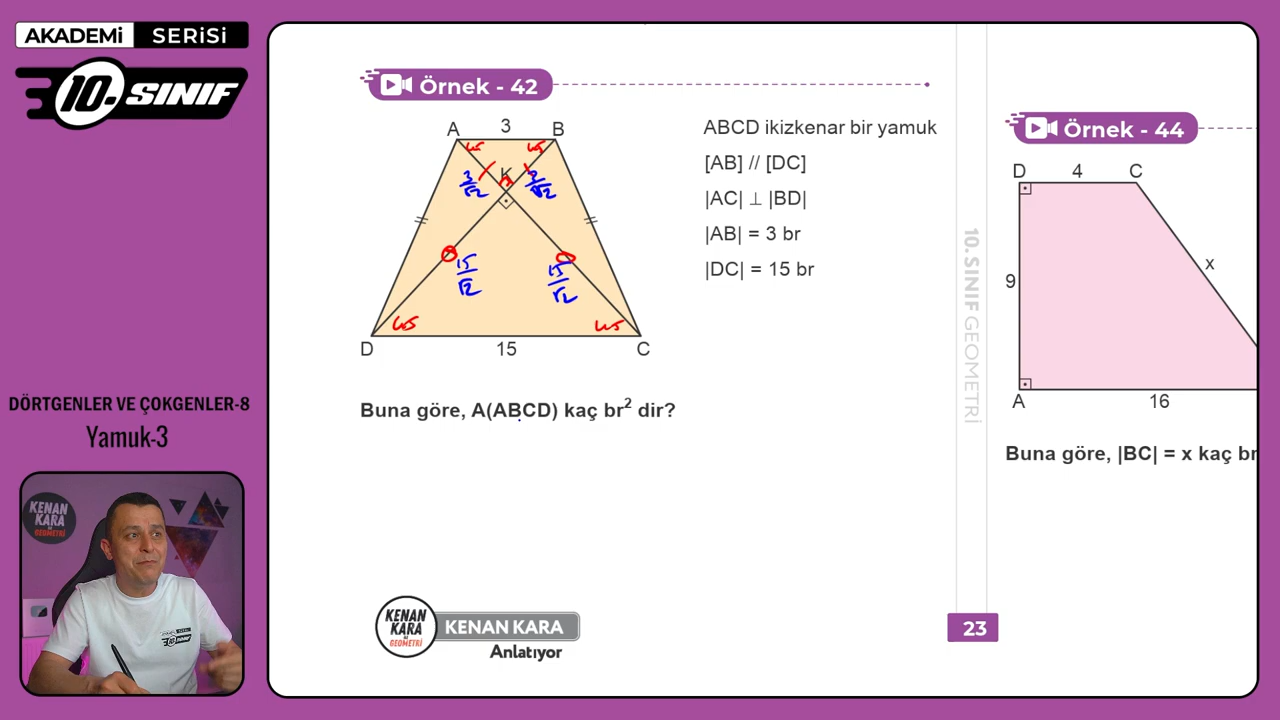 AKADEMİ SERİSİ
10. SINIF
DÖRTGENLER VE ÇOKGENLER-8
Yamuk-3
KENAN
KARA
ile
GEOMETRİ
Örnek - 42
A 3 B
45 45
K
3/√2 3/√2
15/√2 15/√2
45 45
D 15 C
ABCD ikizkenar bir yamuk
[AB] // [DC]
|AC| ⊥ |BD|
|AB| = 3 br
|DC| = 15 br
Buna göre, A(ABCD) kaç br² dir?
KENAN
KARA
ile
GEOMETRİ
KENAN KARA
Anlatıyor
10. SINIF GEOMETRİ
23
Örnek - 44
D 4 C
9 x
A 16
Buna göre, |BC| = x kaç br